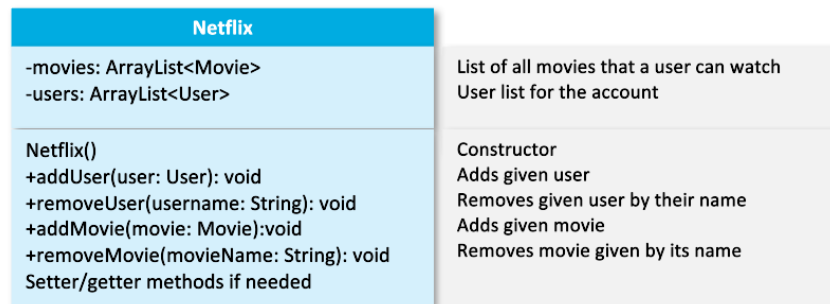 Netflix
-movies: ArrayList<Movie>
-users: ArrayList<User>
List of all movies that a user can watch
User list for the account
Netflix()
+addUser(user: User): void
+removeUser(username: String): void
+addMovie(movie: Movie):void
+removeMovie(movieName: String): void
Setter/getter methods if needed
Constructor
Adds given user
Removes given user by their name
Adds given movie
Removes movie given by its name